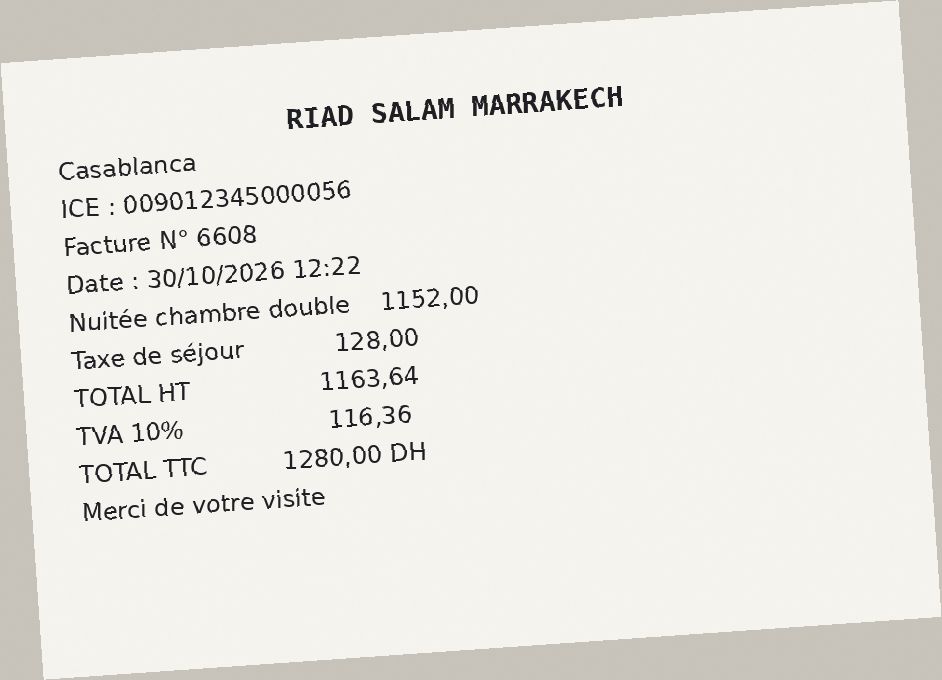 RIAD SALAM MARRAKECH
Casablanca
ICE : 009012345000056
Facture N° 6608
Date : 30/10/2026 12:22
Nuitée chambre double 1152,00
Taxe de séjour 128,00
TOTAL HT 1163,64
TVA 10% 116,36
TOTAL TTC 1280,00 DH
Merci de votre visite